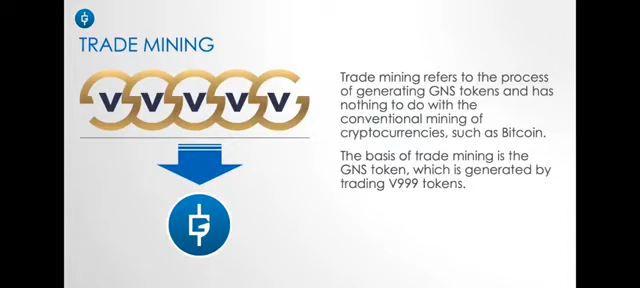 TRADE MINING
V V V V V
Trade mining refers to the process
of generating GNS tokens and has
nothing to do with the
conventional mining of
cryptocurrencies, such as Bitcoin.
The basis of trade mining is the
GNS token, which is generated by
trading V999 tokens.
G